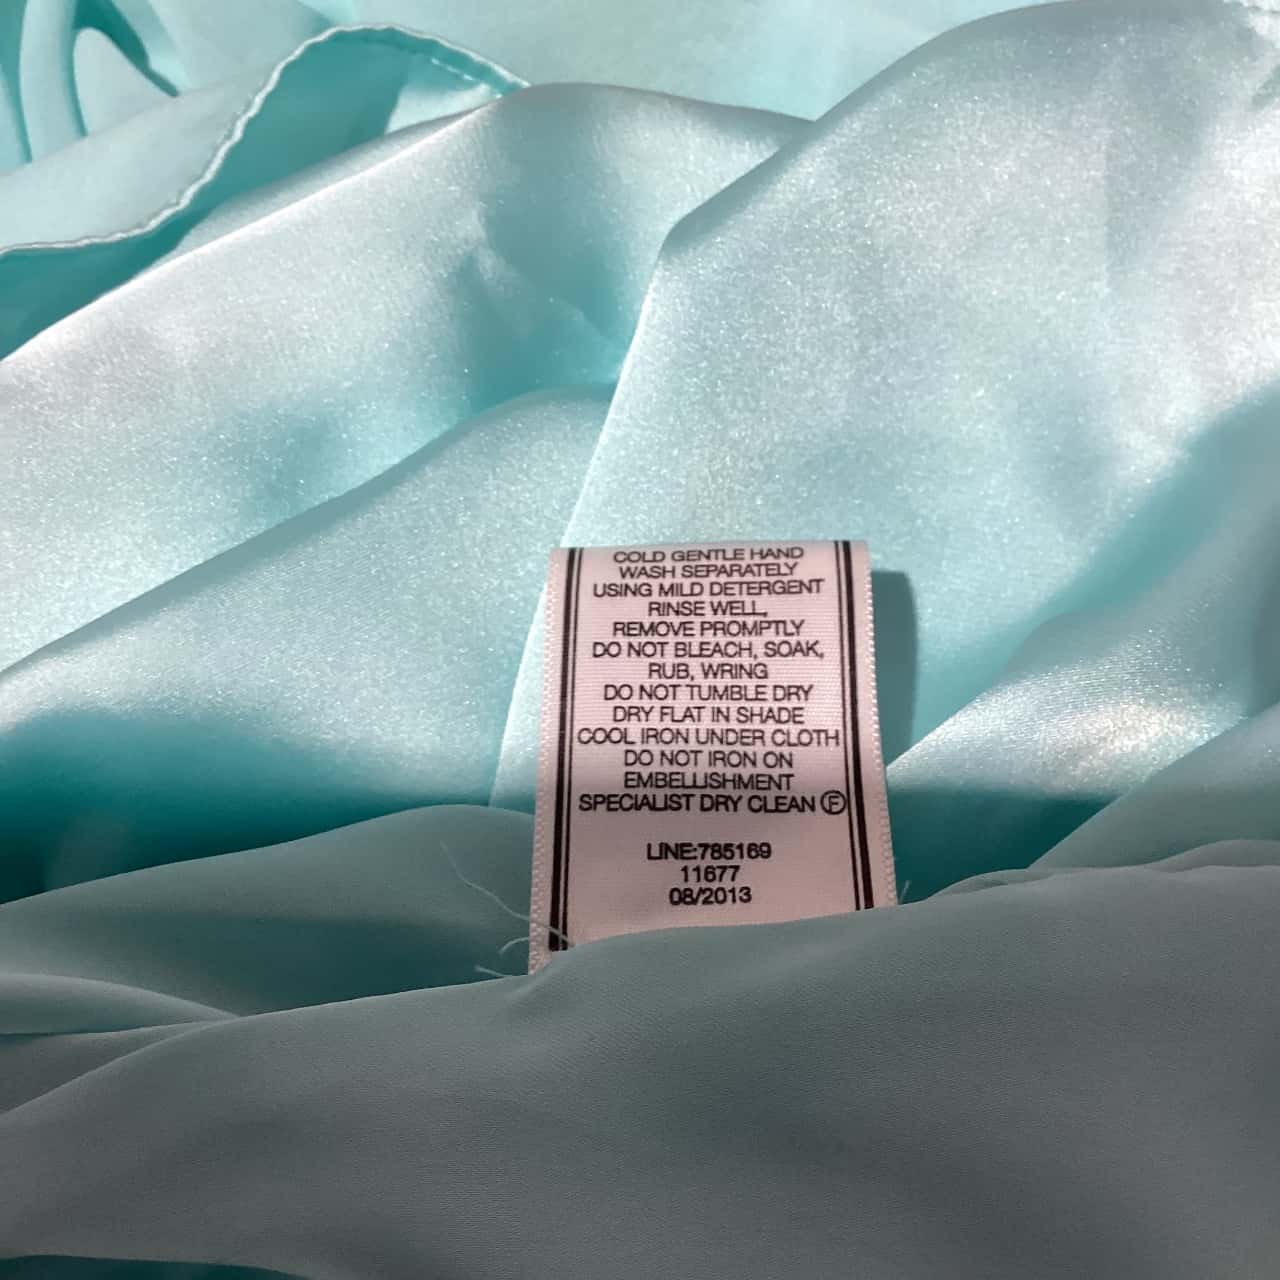 COLD GENTLE HAND
WASH SEPARATELY
USING MILD DETERGENT
RINSE WELL,
REMOVE PROMPTLY
DO NOT BLEACH, SOAK,
RUB, WRING
DO NOT TUMBLE DRY
DRY FLAT IN SHADE
COOL IRON UNDER CLOTH
DO NOT IRON ON
EMBELLISHMENT
SPECIALIST DRY CLEAN Ⓕ
LINE:785169
11677
08/2013